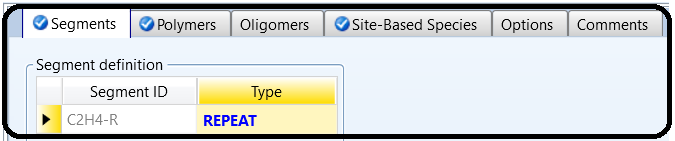 Segments Polymers Oligomers Site-Based Species Options Comments
Segment definition
Segment ID Type
C2H4-R REPEAT